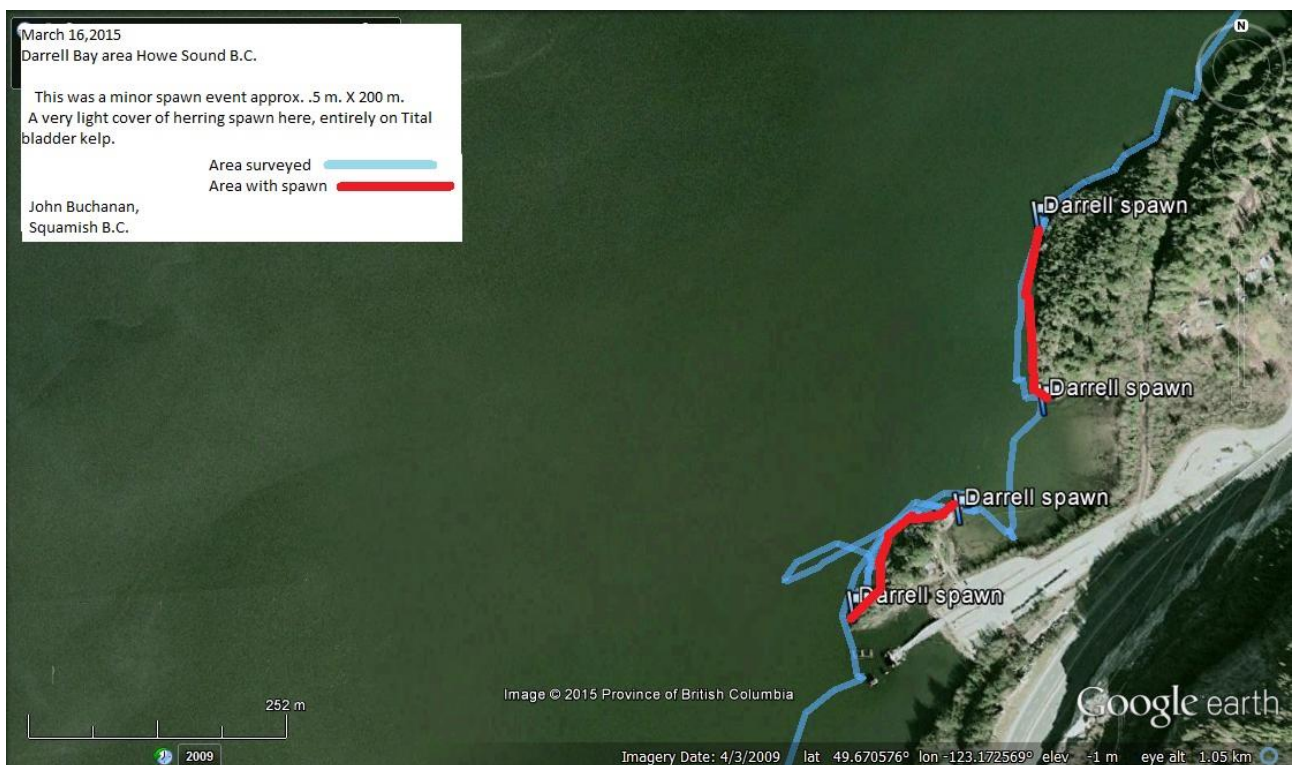 March 16,2015
Darrell Bay area Howe Sound B.C.
This was a minor spawn event approx. .5 m. X 200 m.
A very light cover of herring spawn here, entirely on Tital
bladder kelp.
Area surveyed
Area with spawn
John Buchanan,
Squamish B.C.
N
Darrell spawn
Darrell spawn
Darrell spawn
Darrell spawn
252 m
Image © 2015 Province of British Columbia
Google earth
2009
Imagery Date: 4/3/2009 lat 49.670576° lon -123.172569° elev -1 m eye alt 1.05 km